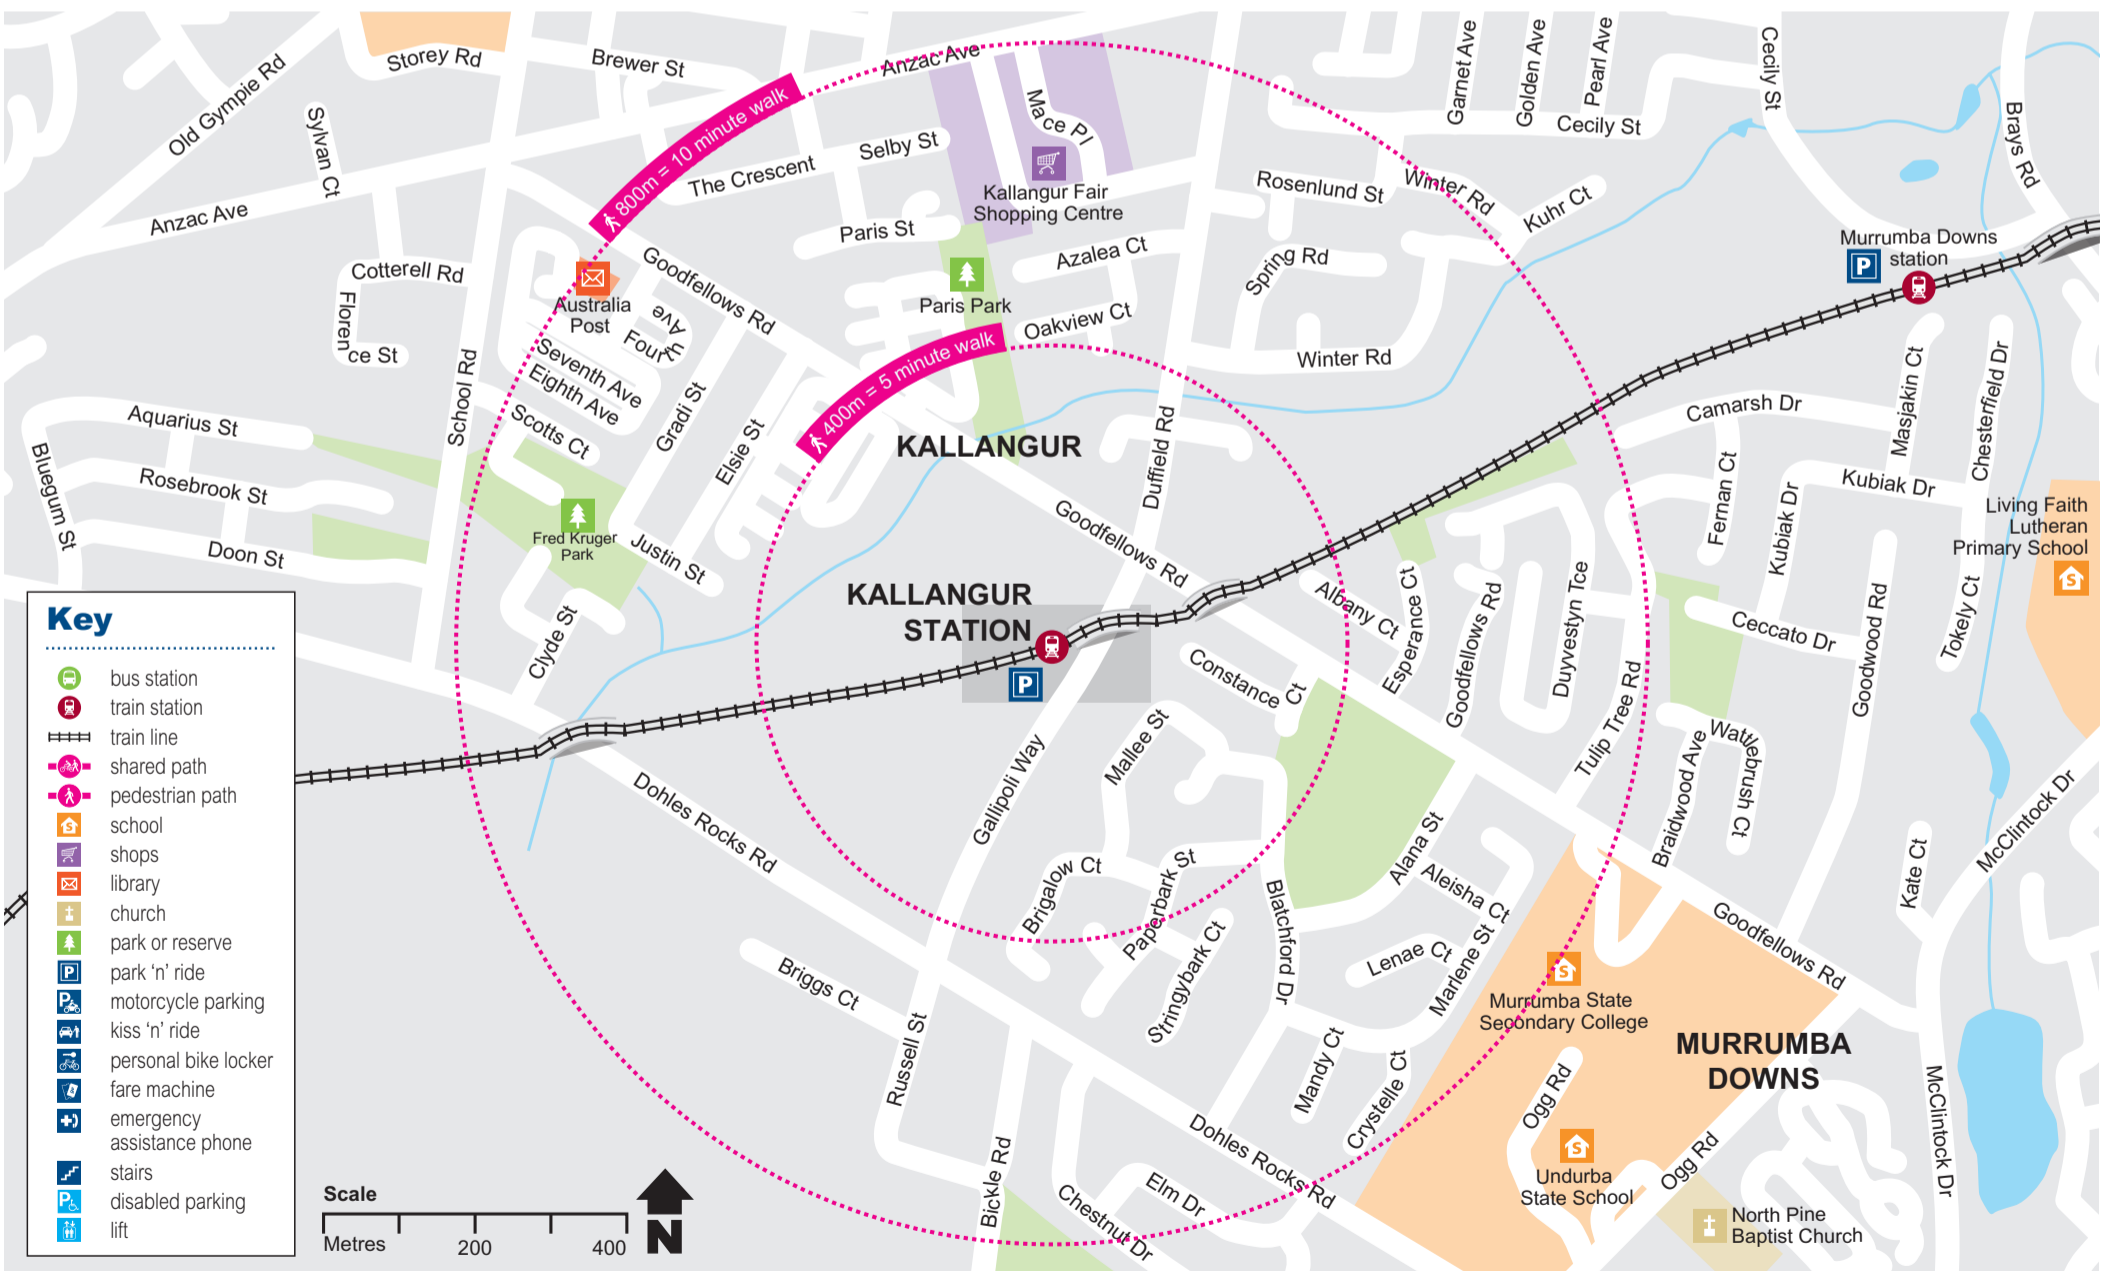 Storey Rd
Brewer St
Anzac Ave
Old Gympie Rd
Sylvan Ct
Mace Pl
Garnet Ave
Golden Ave
Pearl Ave
Cecily St
Cecily St
Brays Rd
800m = 10 minute walk
The Crescent
Selby St
Kallangur Fair
Shopping Centre
Rosenlund St
Winter Rd
Kuhr Ct
Anzac Ave
Paris St
Azalea Ct
Spring Rd
Murrumba Downs
station
Cotterell Rd
Florence St
Australia
Post
Goodfellows Rd
Fourth Ave
Paris Park
Oakview Ct
Winter Rd
400m = 5 minute walk
School Rd
Seventh Ave
Eighth Ave
Scotts Ct
Gradi St
Elsie St
KALLANGUR
Duffield Rd
Camarsh Dr
Masjakin Ct
Chesterfield Dr
Aquarius St
Bluegum St
Rosebrook St
Doon St
Fred Kruger
Park
Justin St
Goodfellows Rd
Fernan Ct
Kubiak Dr
Kubiak Dr
Living Faith
Lutheran
Primary School
Clyde St
KALLANGUR
STATION
Albany Ct
Esperance Ct
Goodfellows Rd
Duyvestyn Tce
Ceccato Dr
Goodwood Rd
Tokely Ct
Constance Ct
Mallee St
Tulip Tree Rd
Wattlebrush Ct
Braidwood Ave
Dohles Rocks Rd
Gallipoli Way
Brigalow Ct
Paperbark St
Alana St
Aleisha Ct
Kate Ct
McClintock Dr
Briggs Ct
Stringybark Ct
Blatchford Dr
Lenae Ct
Marlene St
Goodfellows Rd
Murrumba State
Secondary College
MURRUMBA
DOWNS
Russell St
Mandy Ct
Crystelle Ct
Ogg Rd
McClintock Dr
Bickle Rd
Dohles Rocks Rd
Undurba
State School
Ogg Rd
Chestnut Dr
Elm Dr
North Pine
Baptist Church
Key
bus station
train station
train line
shared path
pedestrian path
school
shops
library
church
park or reserve
park ‘n’ ride
motorcycle parking
kiss ‘n’ ride
personal bike locker
fare machine
emergency
assistance phone
stairs
disabled parking
lift
Scale
Metres 200 400
N